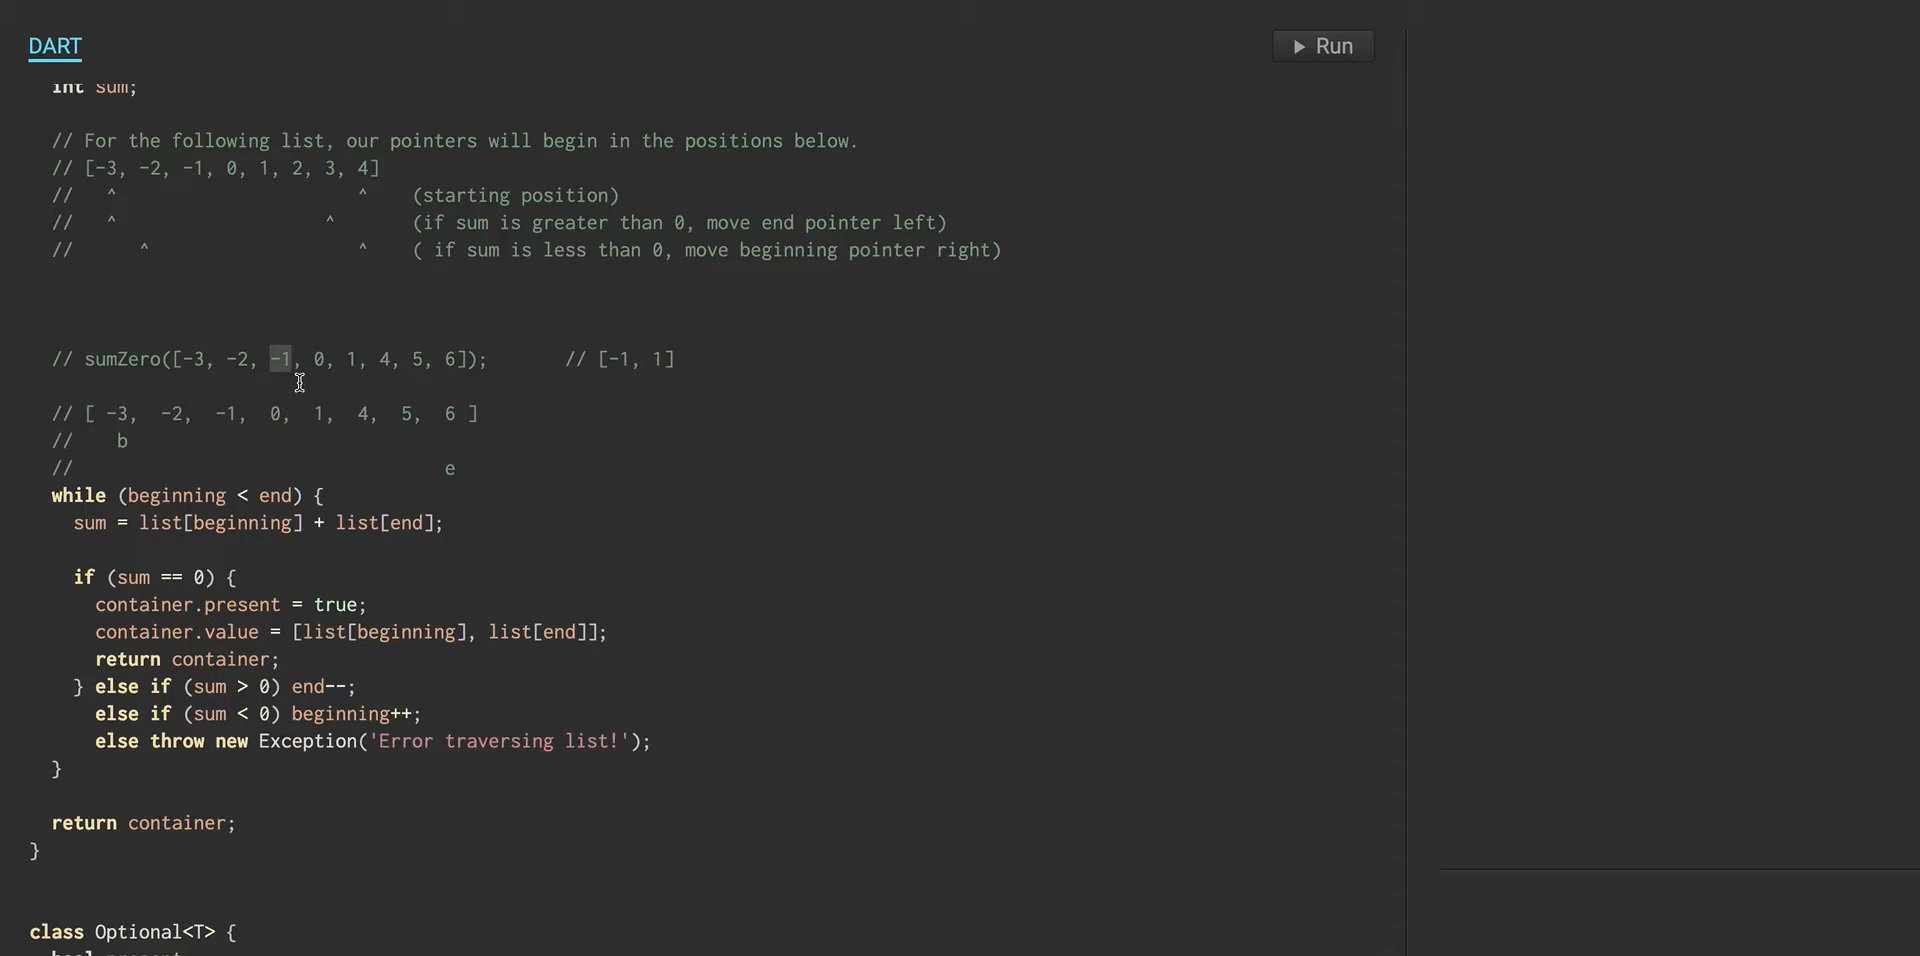 DART
Run
int sum;
// For the following list, our pointers will begin in the positions below.
// [-3, -2, -1, 0, 1, 2, 3, 4]
//   ^                      ^    (starting position)
//   ^                   ^       (if sum is greater than 0, move end pointer left)
//      ^                   ^    ( if sum is less than 0, move beginning pointer right)
// sumZero([-3, -2, -1, 0, 1, 4, 5, 6]);       // [-1, 1]
// [ -3,  -2,  -1,  0,  1,  4,  5,  6 ]
//    b
//                                  e
while (beginning < end) {
sum = list[beginning] + list[end];
if (sum == 0) {
container.present = true;
container.value = [list[beginning], list[end]];
return container;
} else if (sum > 0) end--;
else if (sum < 0) beginning++;
else throw new Exception('Error traversing list!');
}
return container;
}
class Optional<T> {